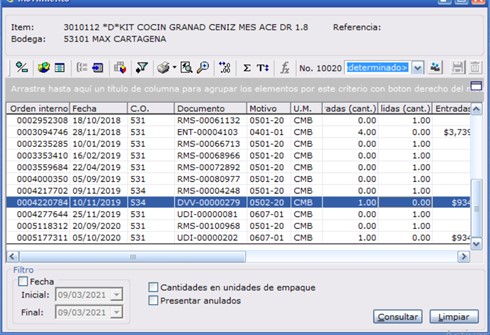 Movimiento
Item: 3010112 *D*KIT COCIN GRANAD CENIZ MES ACE DR 1.8 Referencia:
Bodega: 53101 MAX CARTAGENA
No. 10020 <determinado>
Arrastre hasta aquí un título de columna para agrupar los elementos por este criterio con boton derecho del
Orden interno Fecha C.O. Documento Motivo U.M. radas (cant.) lidas (cant.) Entradas
0002952308 18/10/2018 531 RMS-00061132 0501-20 CMB 0.00 1.00
0003094746 28/11/2018 531 ENT-00004103 0401-01 CMB 4.00 0.00 $3,739
0003235285 10/01/2019 531 RMS-00066713 0501-20 CMB 0.00 1.00
0003353410 16/02/2019 531 RMS-00068966 0501-20 CMB 0.00 1.00
0003559684 22/04/2019 531 RMS-00072892 0501-20 CMB 0.00 1.00
0004000350 05/09/2019 531 RMS-00080977 0501-20 CMB 0.00 1.00
0004217702 09/11/2019 534 RMS-00004248 0501-20 CMB 0.00 1.00
0004220784 10/11/2019 534 DVV-00000279 0502-20 CMB 1.00 0.00 $934
0004277644 25/11/2019 531 UDI-00000081 0607-01 CMB 0.00 1.00
0005118312 20/09/2020 531 RMS-00100968 0501-20 CMB 0.00 1.00
0005177311 05/10/2020 531 UDI-00000202 0607-01 CMB 1.00 0.00 $934
Filtro
Fecha
Inicial: 09/03/2021
Final: 09/03/2021
Cantidades en unidades de empaque
Presentar anulados
Consultar Limpiar